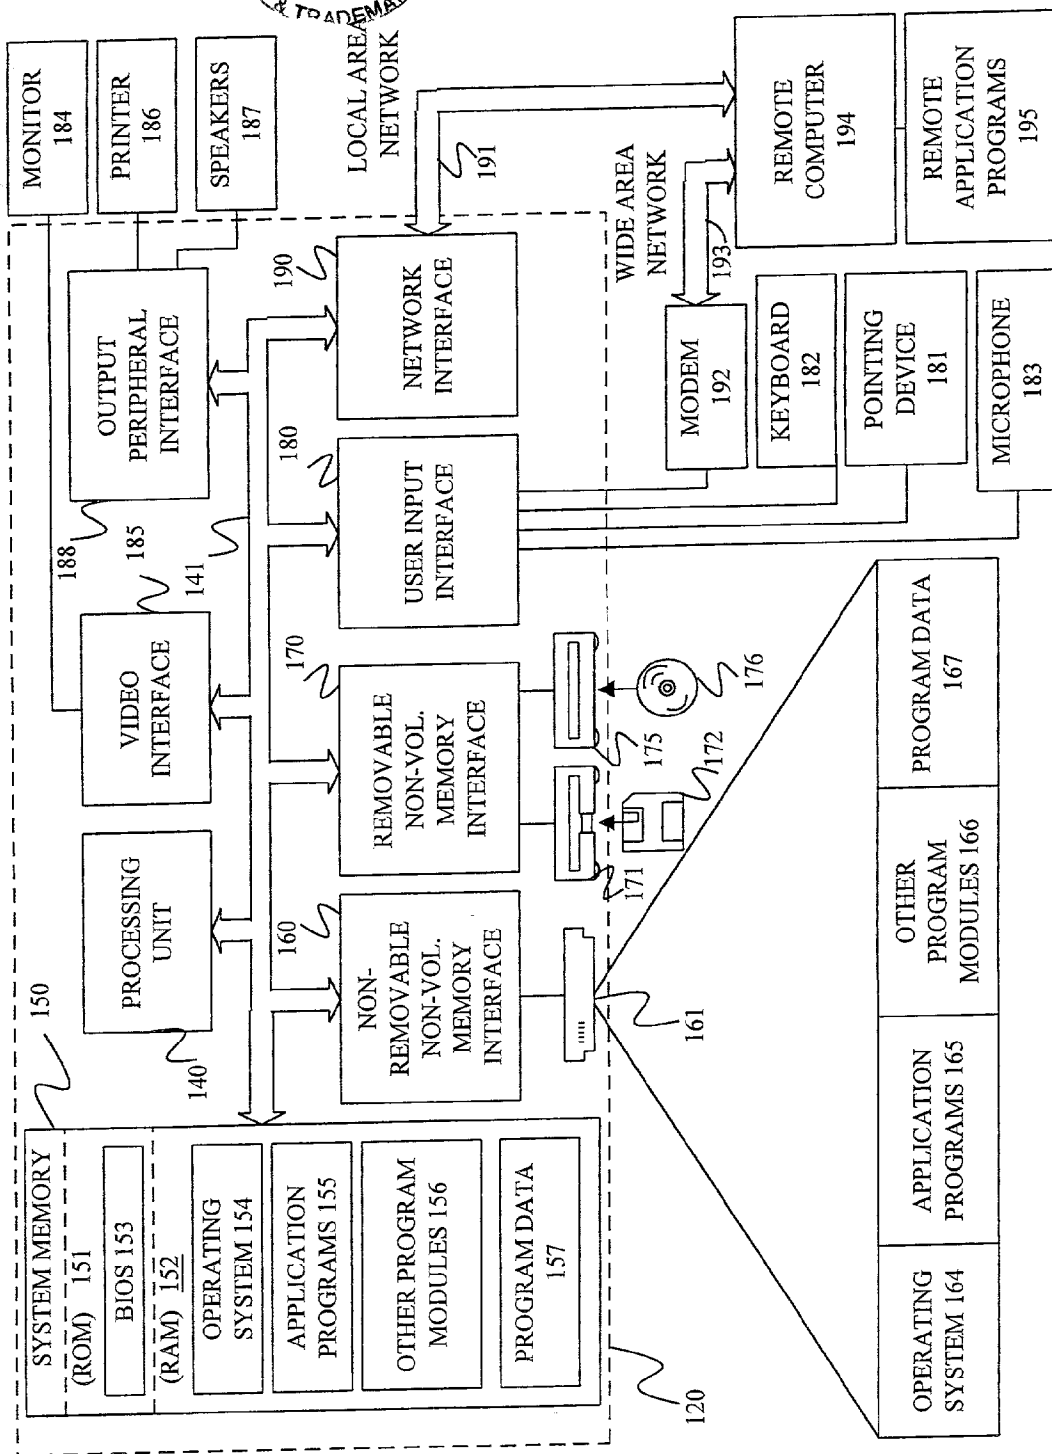 & TRADEMA
SYSTEM MEMORY
(ROM) 151
BIOS 153
(RAM) 152
OPERATING
SYSTEM 154
APPLICATION
PROGRAMS 155
OTHER PROGRAM
MODULES 156
PROGRAM DATA
157
150
120
PROCESSING
UNIT
140
VIDEO
INTERFACE
185
188
OUTPUT
PERIPHERAL
INTERFACE
141
MONITOR
184
PRINTER
186
SPEAKERS
187
160
NON-
REMOVABLE
NON-VOL.
MEMORY
INTERFACE
170
REMOVABLE
NON-VOL.
MEMORY
INTERFACE
180
USER INPUT
INTERFACE
190
NETWORK
INTERFACE
LOCAL AREA
NETWORK
191
161
171
172
175
176
WIDE AREA
NETWORK
193
MODEM
192
KEYBOARD
182
POINTING
DEVICE
181
MICROPHONE
183
REMOTE
COMPUTER
194
REMOTE
APPLICATION
PROGRAMS
195
OPERATING
SYSTEM 164
APPLICATION
PROGRAMS 165
OTHER
PROGRAM
MODULES 166
PROGRAM DATA
167